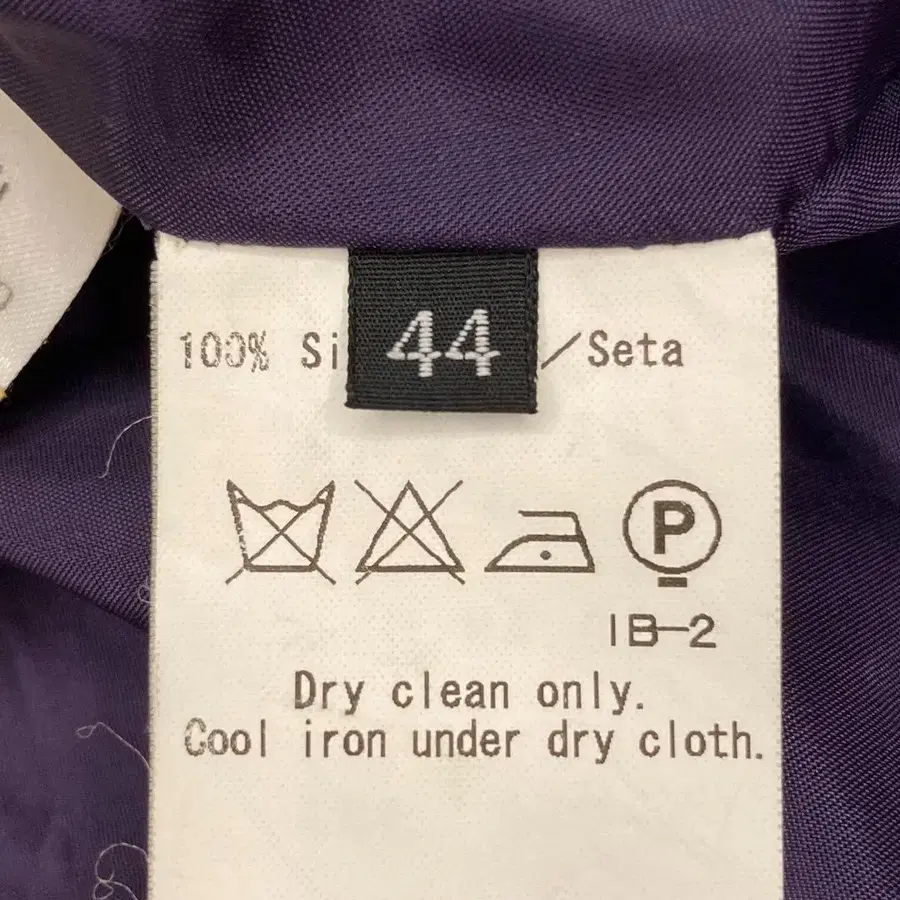 44
100% Si /Seta
P
IB-2
Dry clean only.
Cool iron under dry cloth.